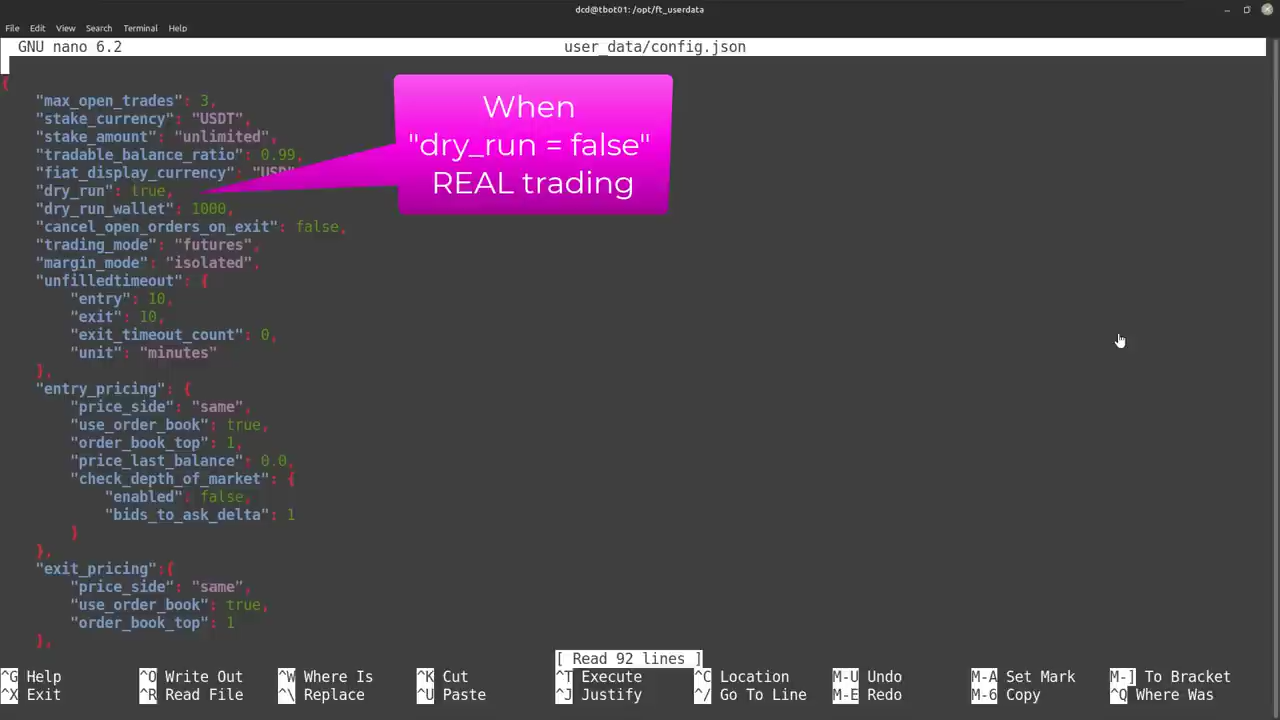 dcd@tbot01: /opt/ft_userdata
File Edit View Search Terminal Help
GNU nano 6.2 user_data/config.json
{
"max_open_trades": 3,
"stake_currency": "USDT",
"stake_amount": "unlimited",
"tradable_balance_ratio": 0.99,
"fiat_display_currency": "USD"
"dry_run": true,
"dry_run_wallet": 1000,
"cancel_open_orders_on_exit": false,
"trading_mode": "futures",
"margin_mode": "isolated",
"unfilledtimeout": {
"entry": 10,
"exit": 10,
"exit_timeout_count": 0,
"unit": "minutes"
},
"entry_pricing": {
"price_side": "same",
"use_order_book": true,
"order_book_top": 1,
"price_last_balance": 0.0,
"check_depth_of_market": {
"enabled": false,
"bids_to_ask_delta": 1
}
},
"exit_pricing":{
"price_side": "same",
"use_order_book": true,
"order_book_top": 1
},
When
"dry_run = false"
REAL trading
[ Read 92 lines ]
^G Help ^O Write Out ^W Where Is ^K Cut ^T Execute ^C Location M-U Undo M-A Set Mark M-] To Bracket
^X Exit ^R Read File ^\ Replace ^U Paste ^J Justify ^/ Go To Line M-E Redo M-6 Copy ^Q Where Was